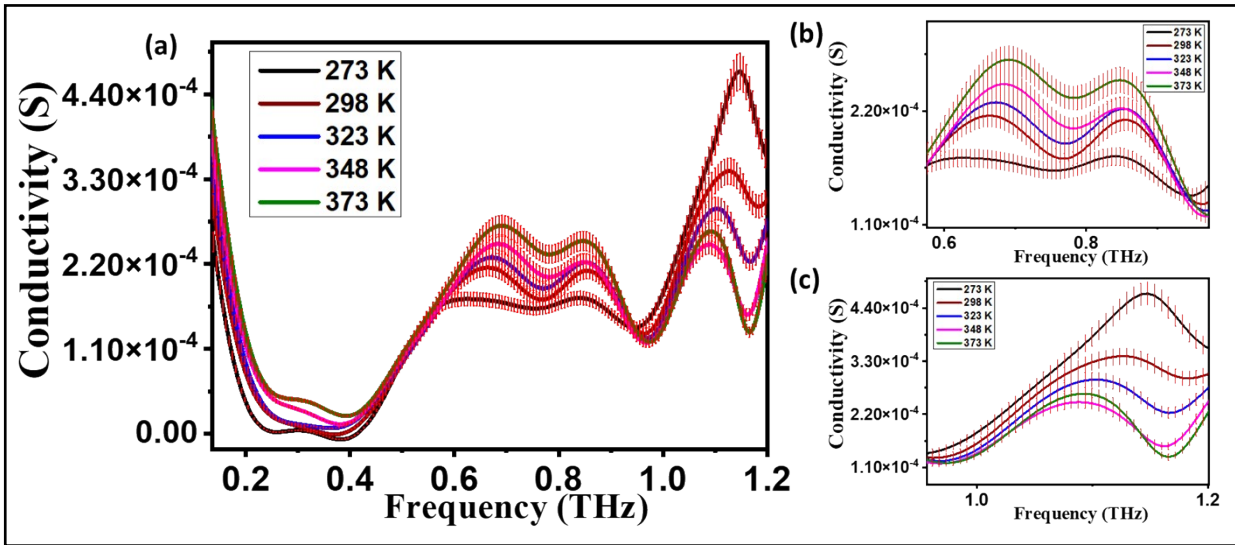 (a)
273 K
298 K
323 K
348 K
373 K
Conductivity (S)
4.40×10⁻⁴
3.30×10⁻⁴
2.20×10⁻⁴
1.10×10⁻⁴
0.00
0.2 0.4 0.6 0.8 1.0 1.2
Frequency (THz)
(b)
273 K
298 K
323 K
348 K
373 K
Conductivity (S)
2.20×10⁻⁴
1.10×10⁻⁴
0.6 0.8
Frequency (THz)
(c)
273 K
298 K
323 K
348 K
373 K
Conductivity (S)
4.40×10⁻⁴
3.30×10⁻⁴
2.20×10⁻⁴
1.10×10⁻⁴
1.0 1.2
Frequency (THz)